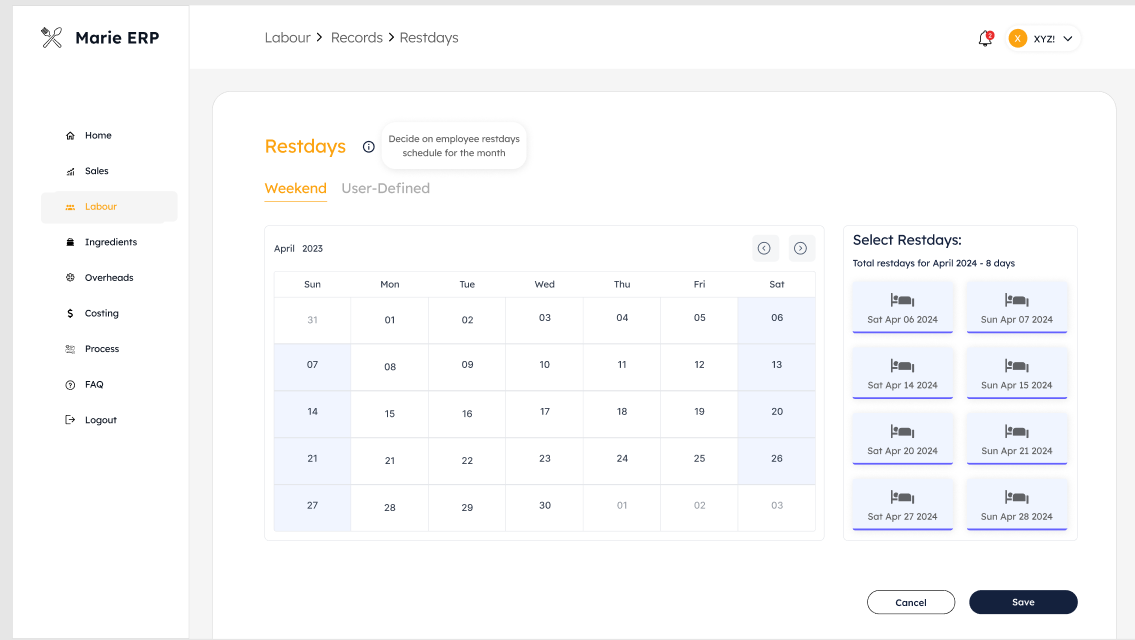 Marie ERP
Labour > Records > Restdays
2
X
XYZ!
Home
Sales
Labour
Ingredients
Overheads
$ Costing
Process
FAQ
Logout
Restdays
Decide on employee restdays
schedule for the month
Weekend User-Defined
April 2023
Sun Mon Tue Wed Thu Fri Sat
31 01 02 03 04 05 06
07 08 09 10 11 12 13
14 15 16 17 18 19 20
21 21 22 23 24 25 26
27 28 29 30 01 02 03
Select Restdays:
Total restdays for April 2024 - 8 days
Sat Apr 06 2024 Sun Apr 07 2024
Sat Apr 14 2024 Sun Apr 15 2024
Sat Apr 20 2024 Sun Apr 21 2024
Sat Apr 27 2024 Sun Apr 28 2024
Cancel Save